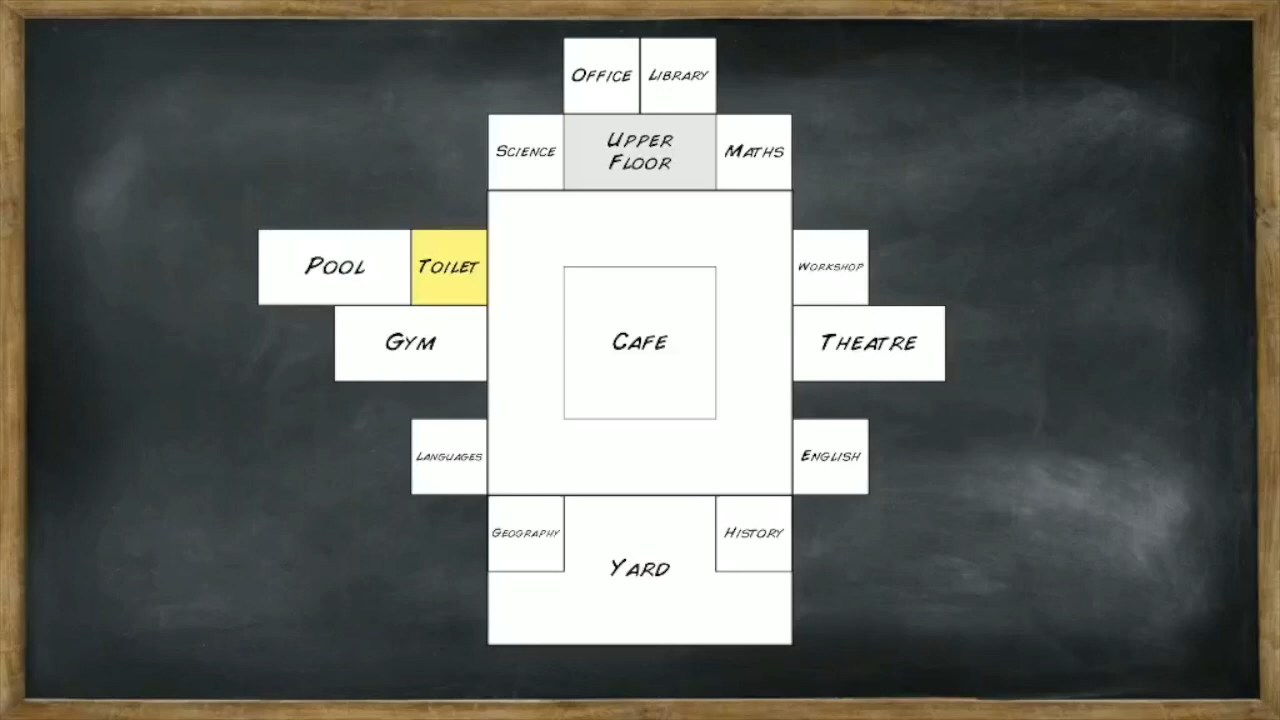 OFFICE
LIBRARY
SCIENCE
UPPER
FLOOR
MATHS
POOL
TOILET
WORKSHOP
GYM
CAFE
THEATRE
LANGUAGES
ENGLISH
GEOGRAPHY
HISTORY
YARD